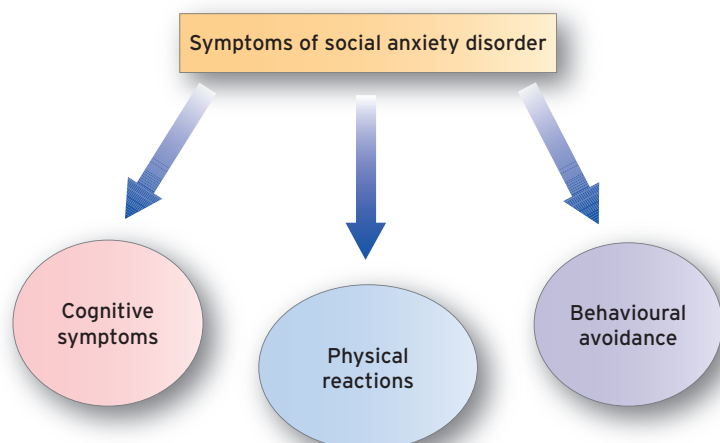 Symptoms of social anxiety disorder
Cognitive
symptoms
Physical
reactions
Behavioural
avoidance